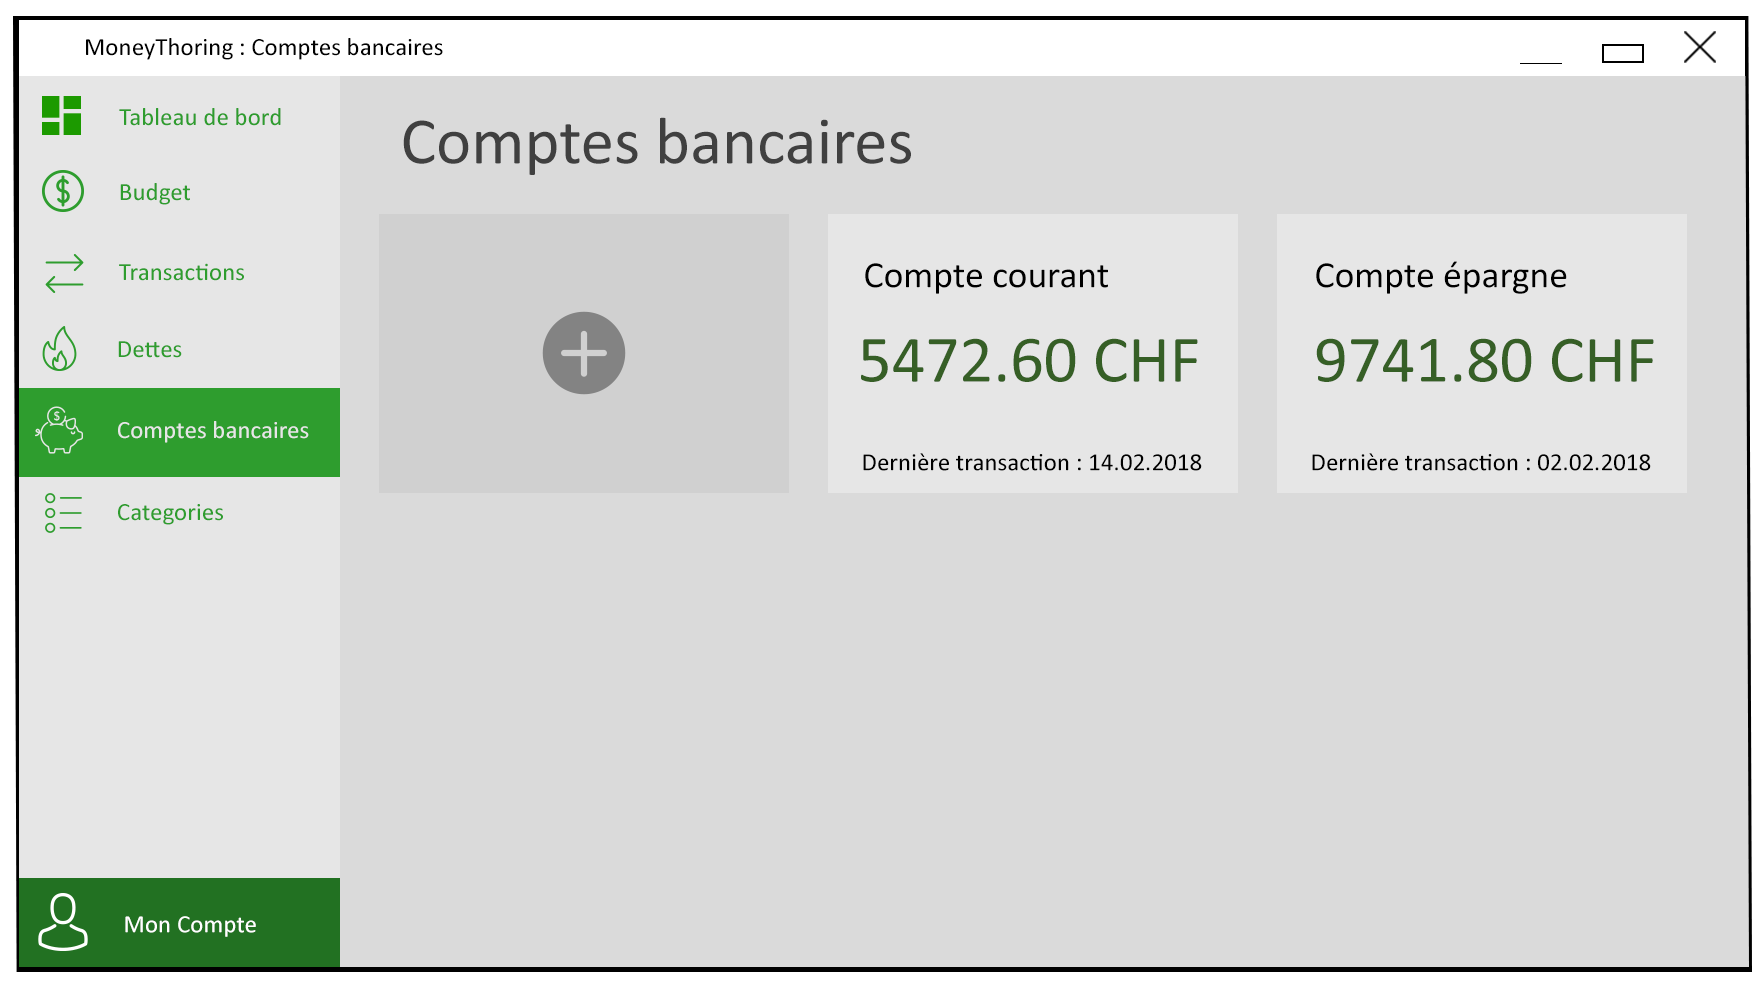 MoneyThoring : Comptes bancaires
Tableau de bord
Budget
Transactions
Dettes
Comptes bancaires
Categories
Mon Compte
Comptes bancaires
Compte courant
5472.60 CHF
Dernière transaction : 14.02.2018
Compte épargne
9741.80 CHF
Dernière transaction : 02.02.2018